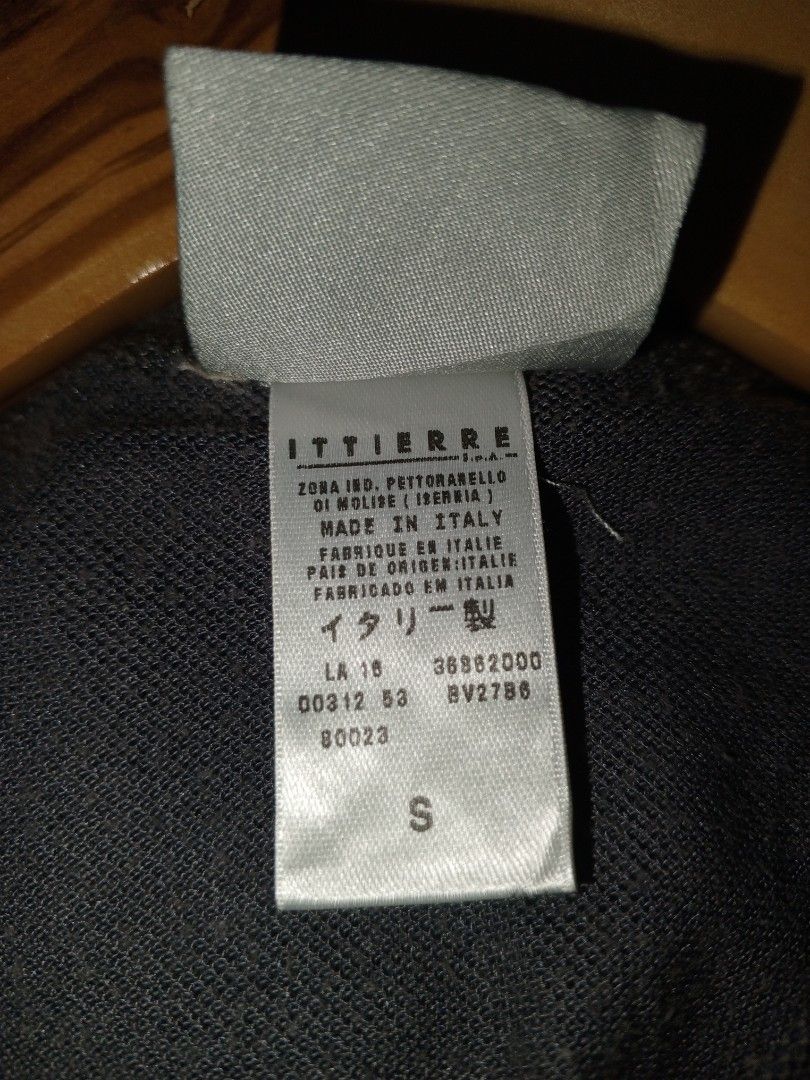 ITTIERRE
S.p.A.
ZONA IND. PETTORANELLO
DI MOLISE ( ISERNIA )
MADE IN ITALY
FABRIQUE EN ITALIE
PAIS DE ORIGEN:ITALIE
FABRICADO EM ITALIA
イタリー製
LA 16 36862000
00312 53 BV27B6
80023
S